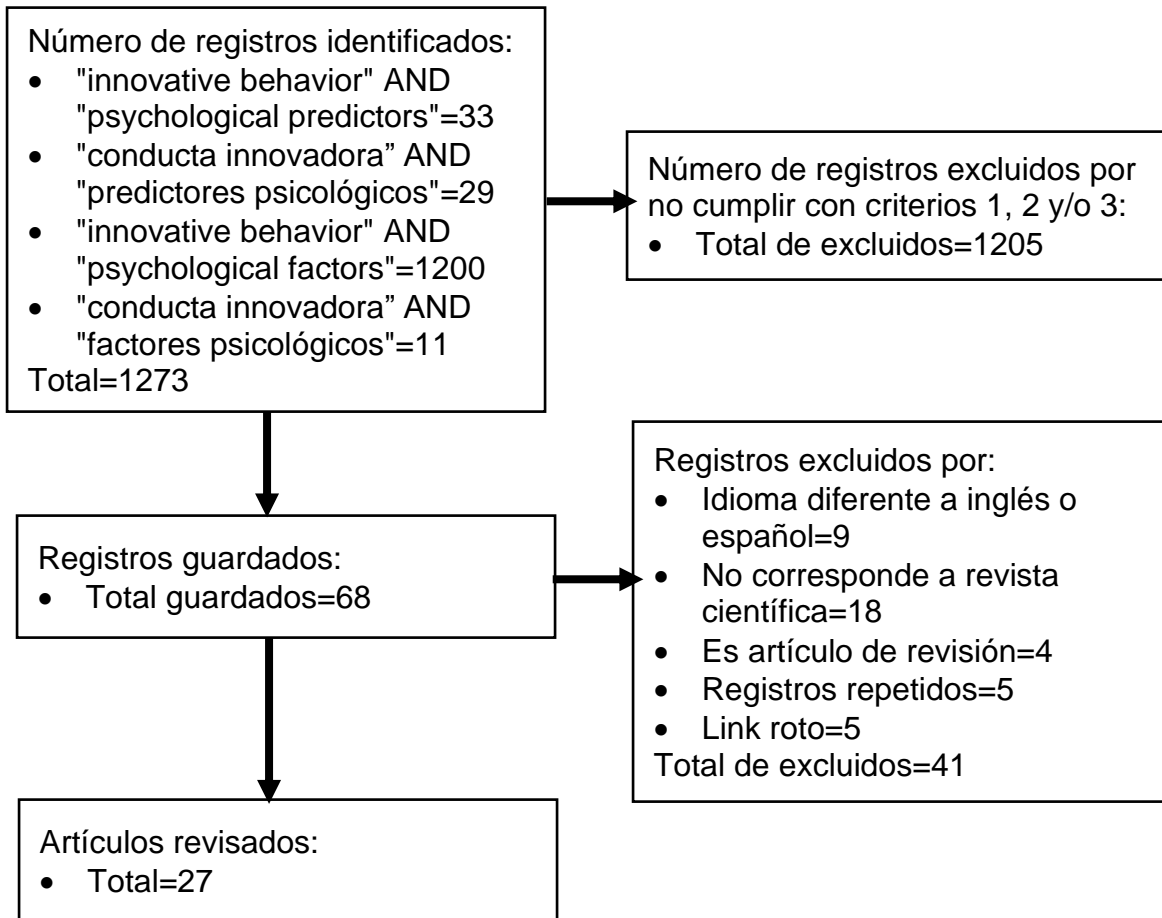 Número de registros identificados:
• "innovative behavior" AND
"psychological predictors"=33
• "conducta innovadora” AND
"predictores psicológicos"=29
• "innovative behavior" AND
"psychological factors"=1200
• "conducta innovadora” AND
"factores psicológicos"=11
Total=1273
Número de registros excluidos por
no cumplir con criterios 1, 2 y/o 3:
• Total de excluidos=1205
Registros guardados:
• Total guardados=68
Registros excluidos por:
• Idioma diferente a inglés o
español=9
• No corresponde a revista
científica=18
• Es artículo de revisión=4
• Registros repetidos=5
• Link roto=5
Total de excluidos=41
Artículos revisados:
• Total=27